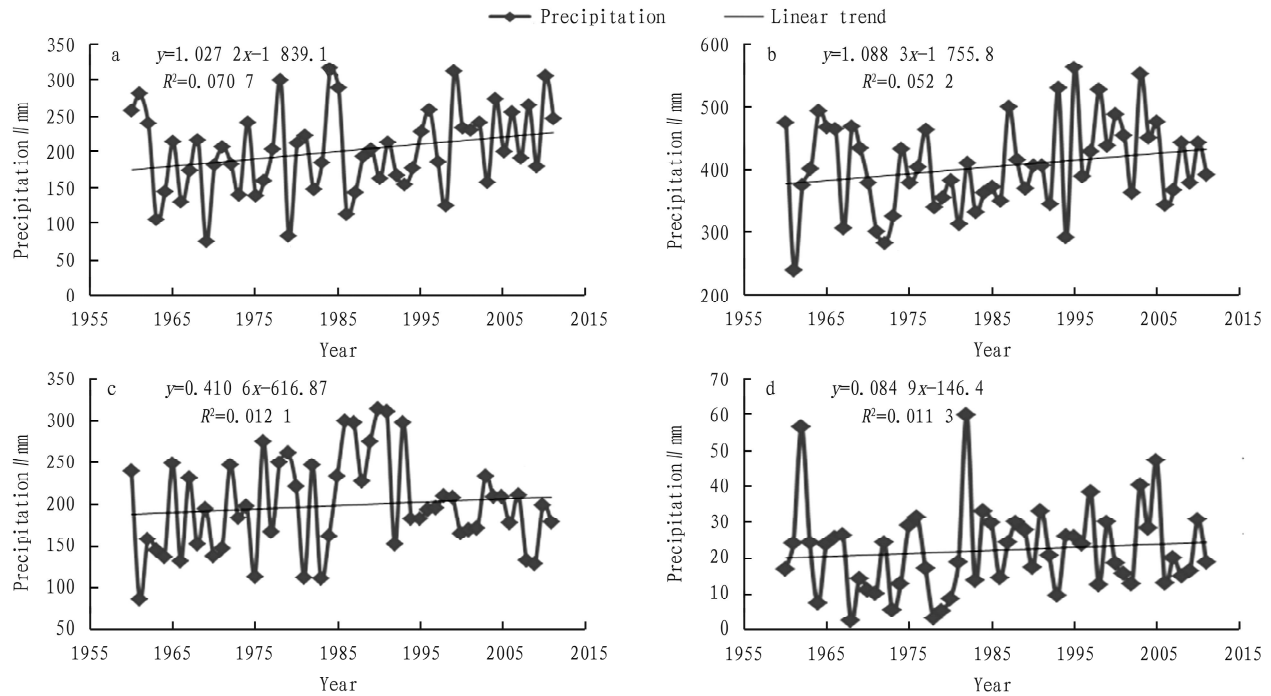 Precipitation
Linear trend
a
y=1.027 2x−1 839.1
R²=0.070 7
350
300
250
200
150
100
50
0
Precipitation∥mm
1955 1965 1975 1985 1995 2005 2015
Year
b
y=1.088 3x−1 755.8
R²=0.052 2
600
500
400
300
200
Precipitation∥mm
1955 1965 1975 1985 1995 2005 2015
Year
c
y=0.410 6x−616.87
R²=0.012 1
350
300
250
200
150
100
50
Precipitation∥mm
1955 1965 1975 1985 1995 2005 2015
Year
d
y=0.084 9x−146.4
R²=0.011 3
70
60
50
40
30
20
10
0
Precipitation∥mm
1955 1965 1975 1985 1995 2005 2015
Year